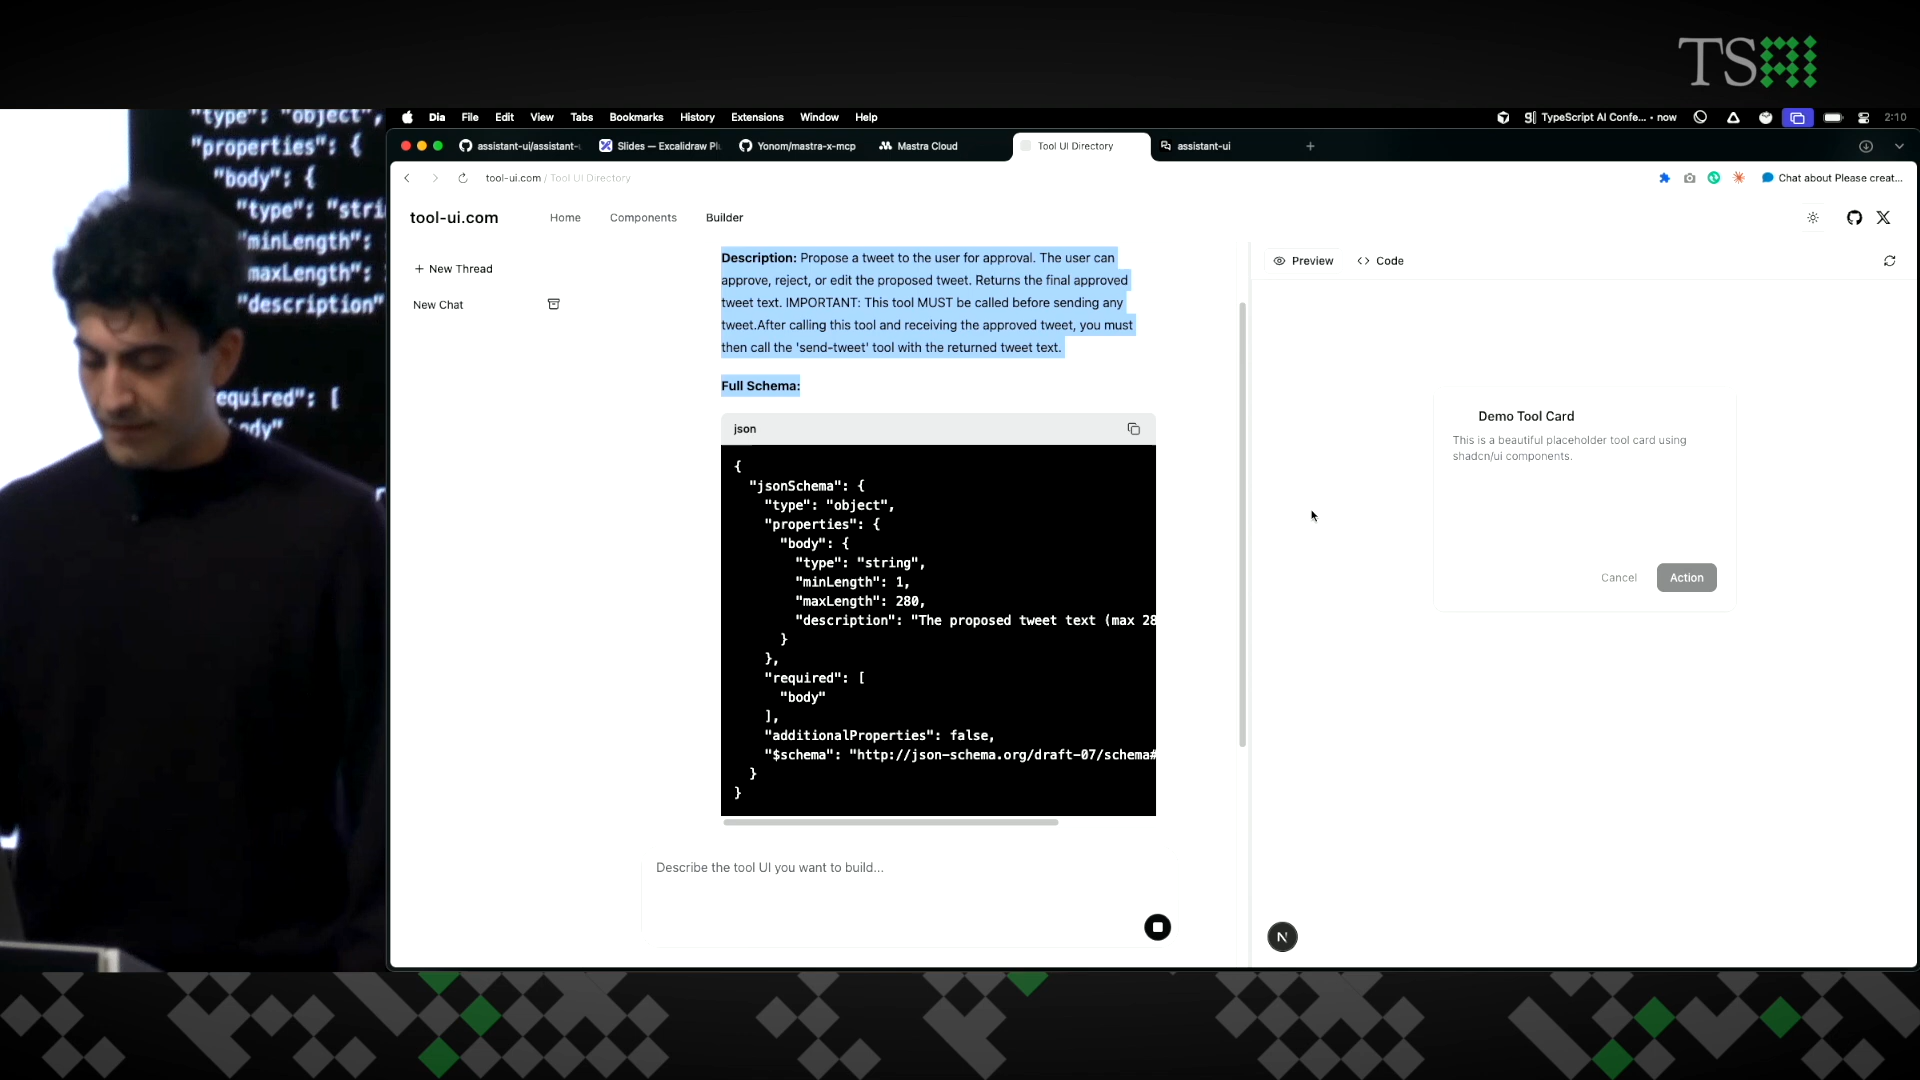 TSAI
"type": "object",
"properties": {
"body": {
"type": "stri
"minLength":
maxLength":
"description"
equired": [
ody"
Dia File Edit View Tabs Bookmarks History Extensions Window Help
TypeScript AI Confe... • now
2:10
assistant-ui/assistant-
Slides — Excalidraw Pl
Yonom/mastra-x-mcp
Mastra Cloud
Tool UI Directory
assistant-ui
tool-ui.com / Tool UI Directory
Chat about Please creat...
tool-ui.com
Home
Components
Builder
+ New Thread
New Chat
Description: Propose a tweet to the user for approval. The user can
approve, reject, or edit the proposed tweet. Returns the final approved
tweet text. IMPORTANT: This tool MUST be called before sending any
tweet.After calling this tool and receiving the approved tweet, you must
then call the 'send-tweet' tool with the returned tweet text.
Full Schema:
json
{
"jsonSchema": {
"type": "object",
"properties": {
"body": {
"type": "string",
"minLength": 1,
"maxLength": 280,
"description": "The proposed tweet text (max 28
}
},
"required": [
"body"
],
"additionalProperties": false,
"$schema": "http://json-schema.org/draft-07/schema#
}
}
Describe the tool UI you want to build...
Preview
<> Code
Demo Tool Card
This is a beautiful placeholder tool card using
shadcn/ui components.
Cancel
Action
N